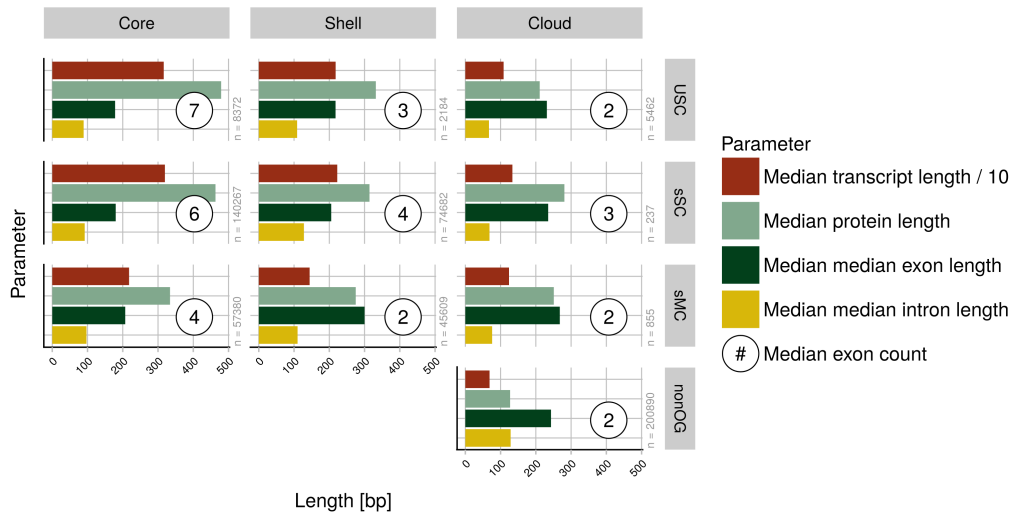 Core
Shell
Cloud
7
n = 8372
3
n = 2184
2
n = 5462
USC
6
n = 140267
4
n = 74682
3
n = 237
sSC
4
n = 57380
2
n = 45609
2
n = 855
sMC
0 100 200 300 400 500
0 100 200 300 400 500
2
n = 200890
nonOG
0 100 200 300 400 500
Parameter
Length [bp]
Parameter
Median transcript length / 10
Median protein length
Median median exon length
Median median intron length
# Median exon count